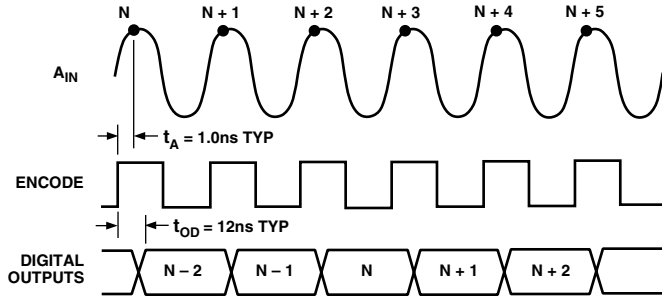 N N + 1 N + 2 N + 3 N + 4 N + 5
AIN
tA = 1.0ns TYP
ENCODE
tOD = 12ns TYP
DIGITAL
OUTPUTS
N – 2 N – 1 N N + 1 N + 2